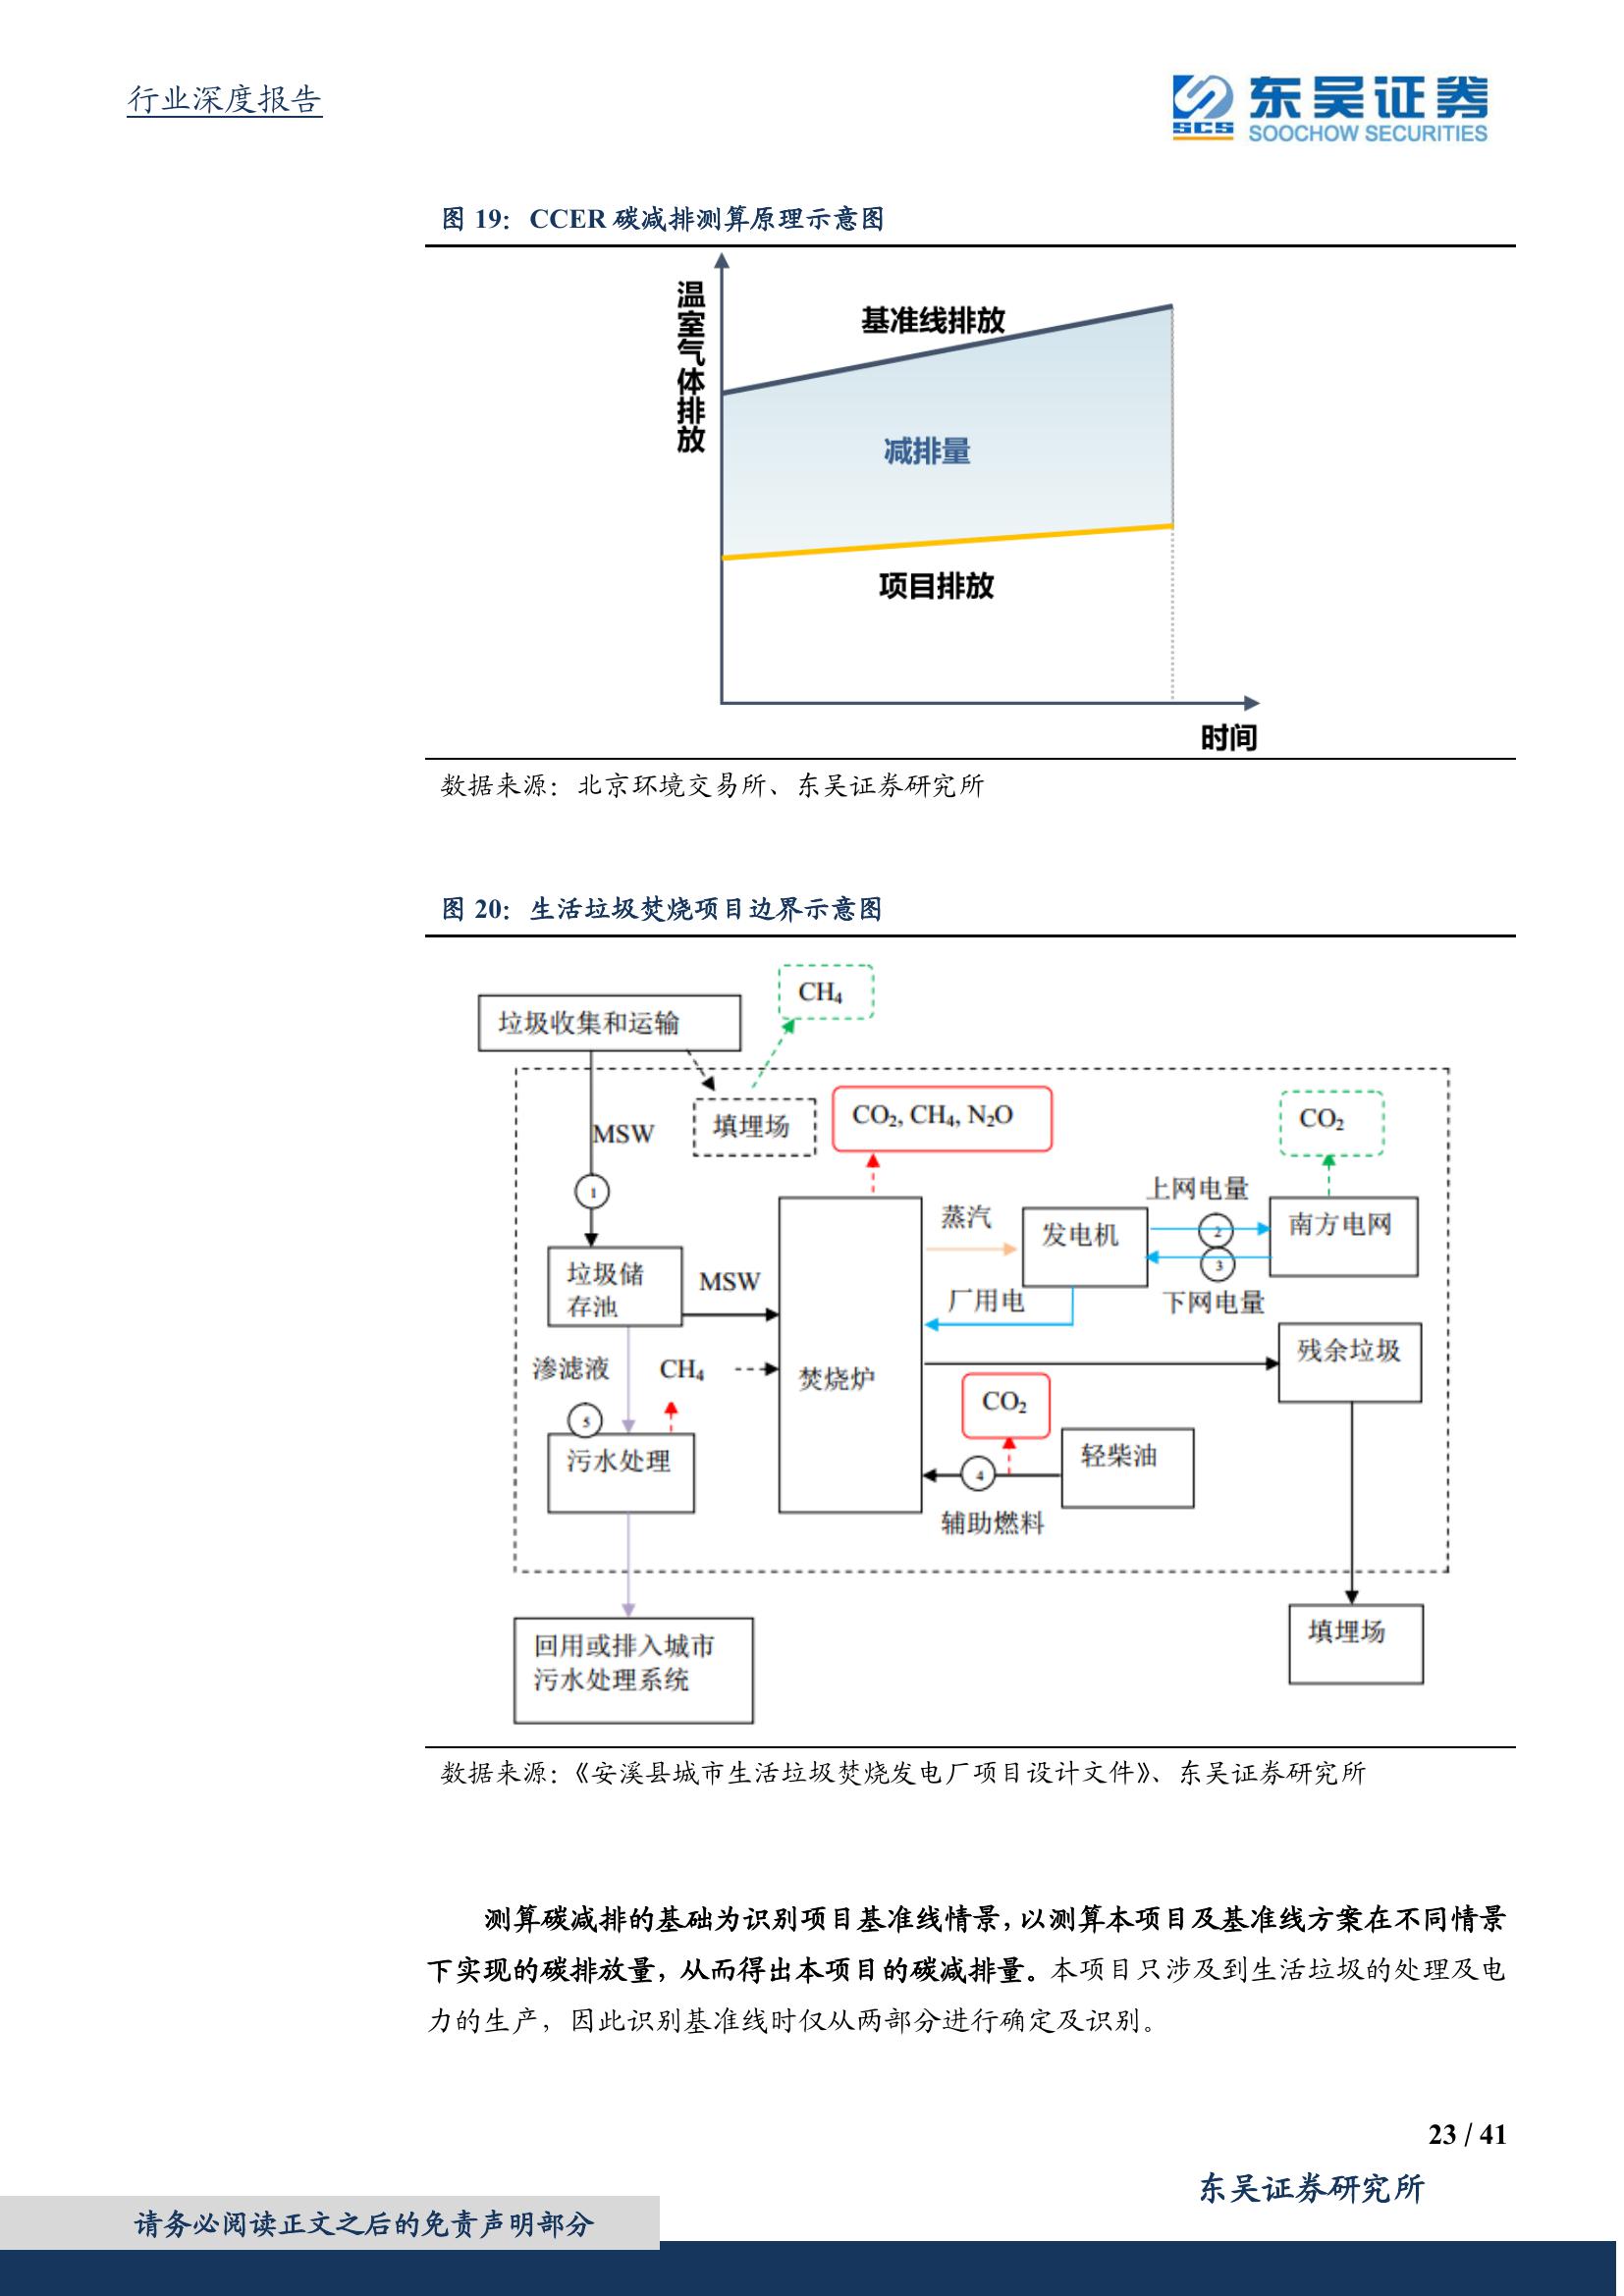 行业深度报告
SCS 东吴证券
SOOCHOW SECURITIES
图 19：CCER 碳减排测算原理示意图
温室气体排放
基准线排放
减排量
项目排放
时间
数据来源：北京环境交易所、东吴证券研究所
图 20：生活垃圾焚烧项目边界示意图
CH₄
垃圾收集和运输
填埋场
CO₂, CH₄, N₂O
CO₂
MSW
1
上网电量
蒸汽
发电机
2
南方电网
3
垃圾储
存池
MSW
厂用电
下网电量
渗滤液
CH₄
焚烧炉
残余垃圾
CO₂
5
污水处理
4
轻柴油
辅助燃料
回用或排入城市
污水处理系统
填埋场
数据来源：《安溪县城市生活垃圾焚烧发电厂项目设计文件》、东吴证券研究所
测算碳减排的基础为识别项目基准线情景，以测算本项目及基准线方案在不同情景
下实现的碳排放量，从而得出本项目的碳减排量。本项目只涉及到生活垃圾的处理及电
力的生产，因此识别基准线时仅从两部分进行确定及识别。
23 / 41
东吴证券研究所
请务必阅读正文之后的免责声明部分